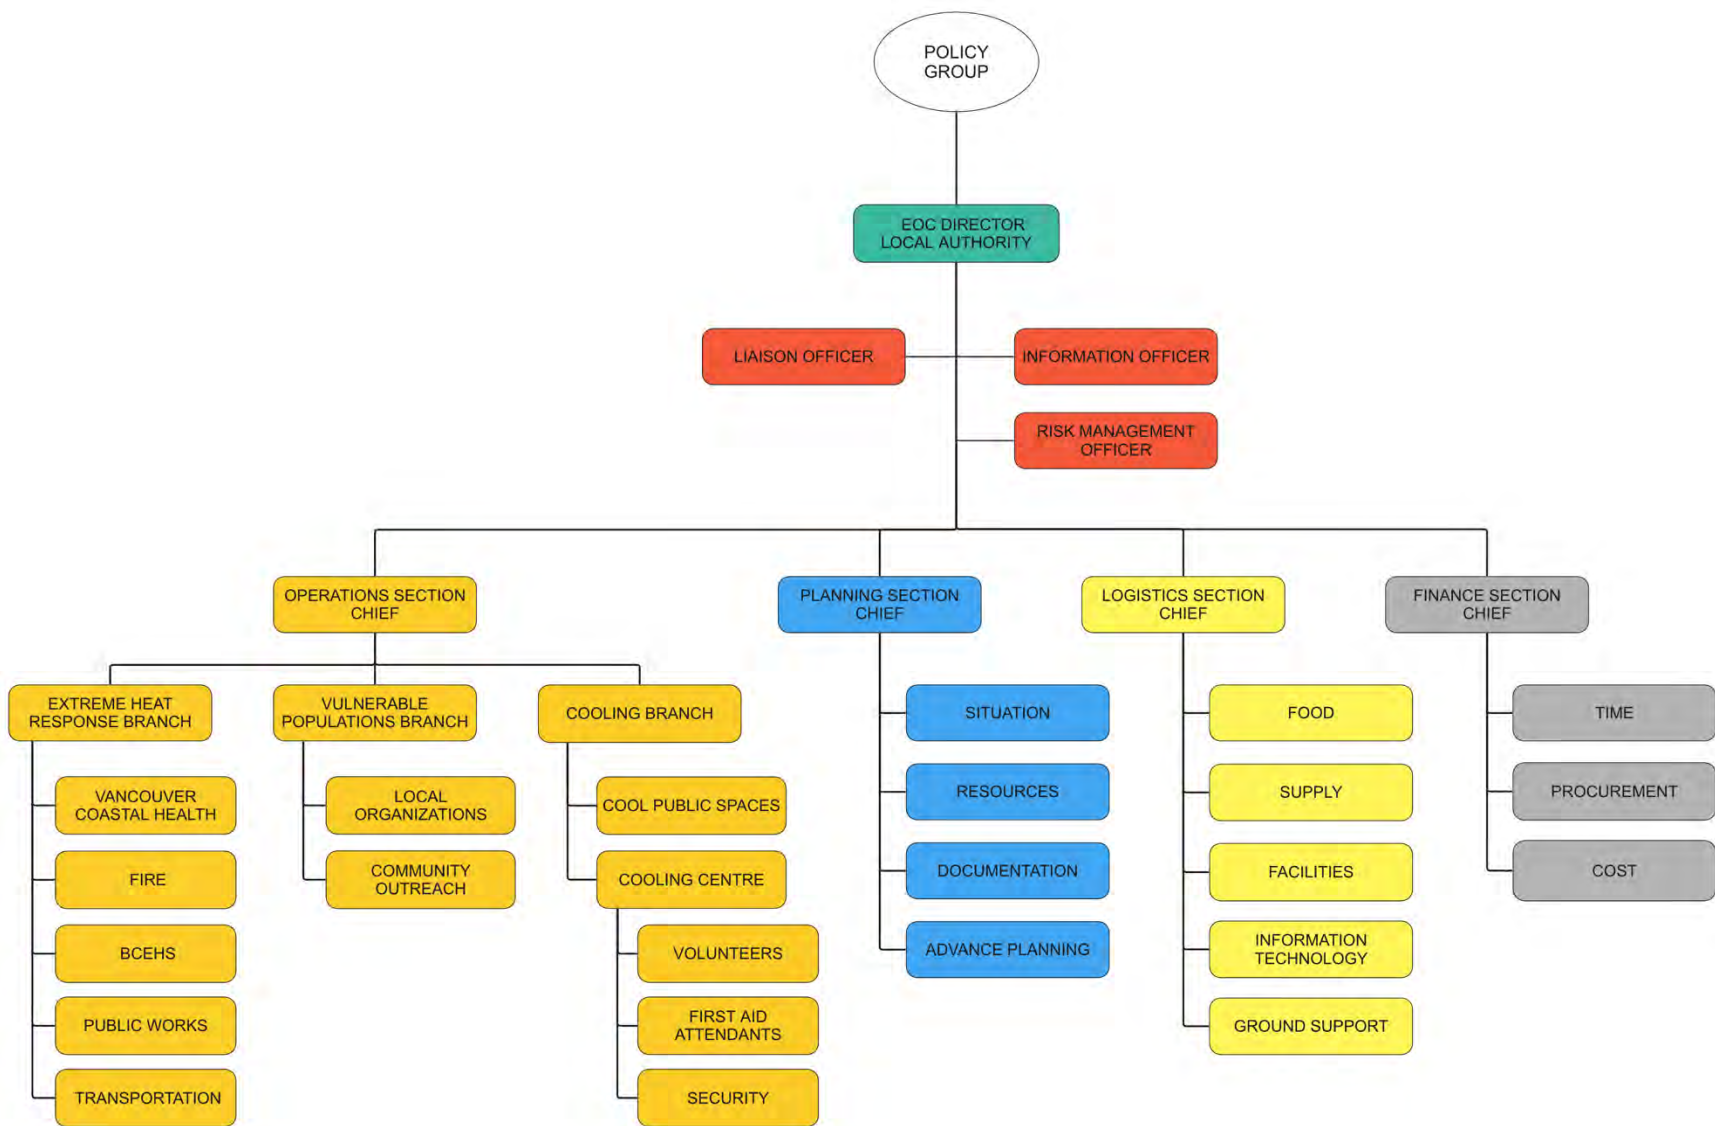 POLICY
GROUP
EOC DIRECTOR
LOCAL AUTHORITY
LIAISON OFFICER
INFORMATION OFFICER
RISK MANAGEMENT
OFFICER
OPERATIONS SECTION
CHIEF
PLANNING SECTION
CHIEF
LOGISTICS SECTION
CHIEF
FINANCE SECTION
CHIEF
EXTREME HEAT
RESPONSE BRANCH
VANCOUVER
COASTAL HEALTH
FIRE
BCEHS
PUBLIC WORKS
TRANSPORTATION
VULNERABLE
POPULATIONS BRANCH
LOCAL
ORGANIZATIONS
COMMUNITY
OUTREACH
COOLING BRANCH
COOL PUBLIC SPACES
COOLING CENTRE
VOLUNTEERS
FIRST AID
ATTENDANTS
SECURITY
SITUATION
RESOURCES
DOCUMENTATION
ADVANCE PLANNING
FOOD
SUPPLY
FACILITIES
INFORMATION
TECHNOLOGY
GROUND SUPPORT
TIME
PROCUREMENT
COST